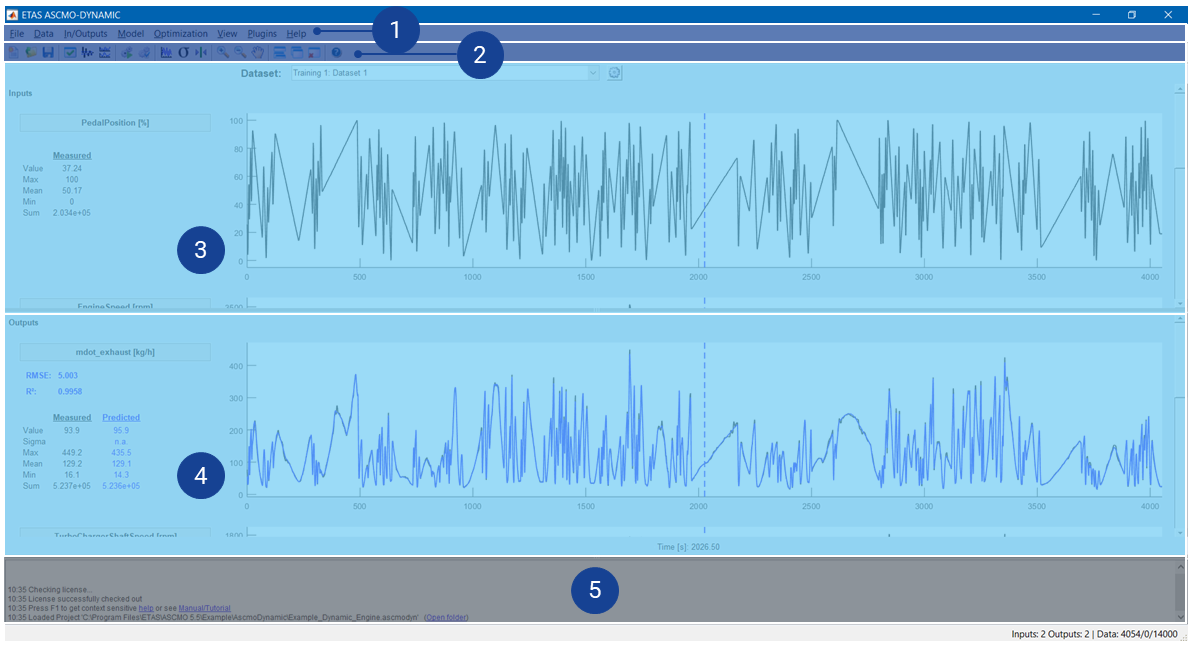 ETAS ASCMO-DYNAMIC
File Data In/Outputs Model Optimization View Plugins Help
1
2
Dataset: Training 1: Dataset 1
Inputs
PedalPosition [%]
Measured
Value 37.24
Max 100
Mean 50.17
Min 0
Sum 2.034e+05
100
80
60
40
20
0
0 500 1000 1500 2000 2500 3000 3500 4000
3
EngineSpeed [rpm]
3500
Outputs
mdot_exhaust [kg/h]
RMSE: 5.003
R²: 0.9958
Measured Predicted
Value 93.9 95.9
Sigma n.a.
Max 449.2 435.5
Mean 129.2 129.1
Min 16.1 14.3
Sum 5.237e+05 5.236e+05
400
300
200
100
0
0 500 1000 1500 2000 2500 3000 3500 4000
4
TurboChargerShaftSpeed [rpm]
1800
Time [s]: 2026.50
5
10:35 Checking license...
10:35 License successfully checked out
10:35 Press F1 to get context sensitive help or see Manual/Tutorial
10:35 Loaded Project 'C:\Program Files\ETAS\ASCMO 5.5\Example\AscmoDynamic\Example_Dynamic_Engine.ascmodyn'. (Open folder)
Inputs: 2 Outputs: 2 | Data: 4054/0/14000